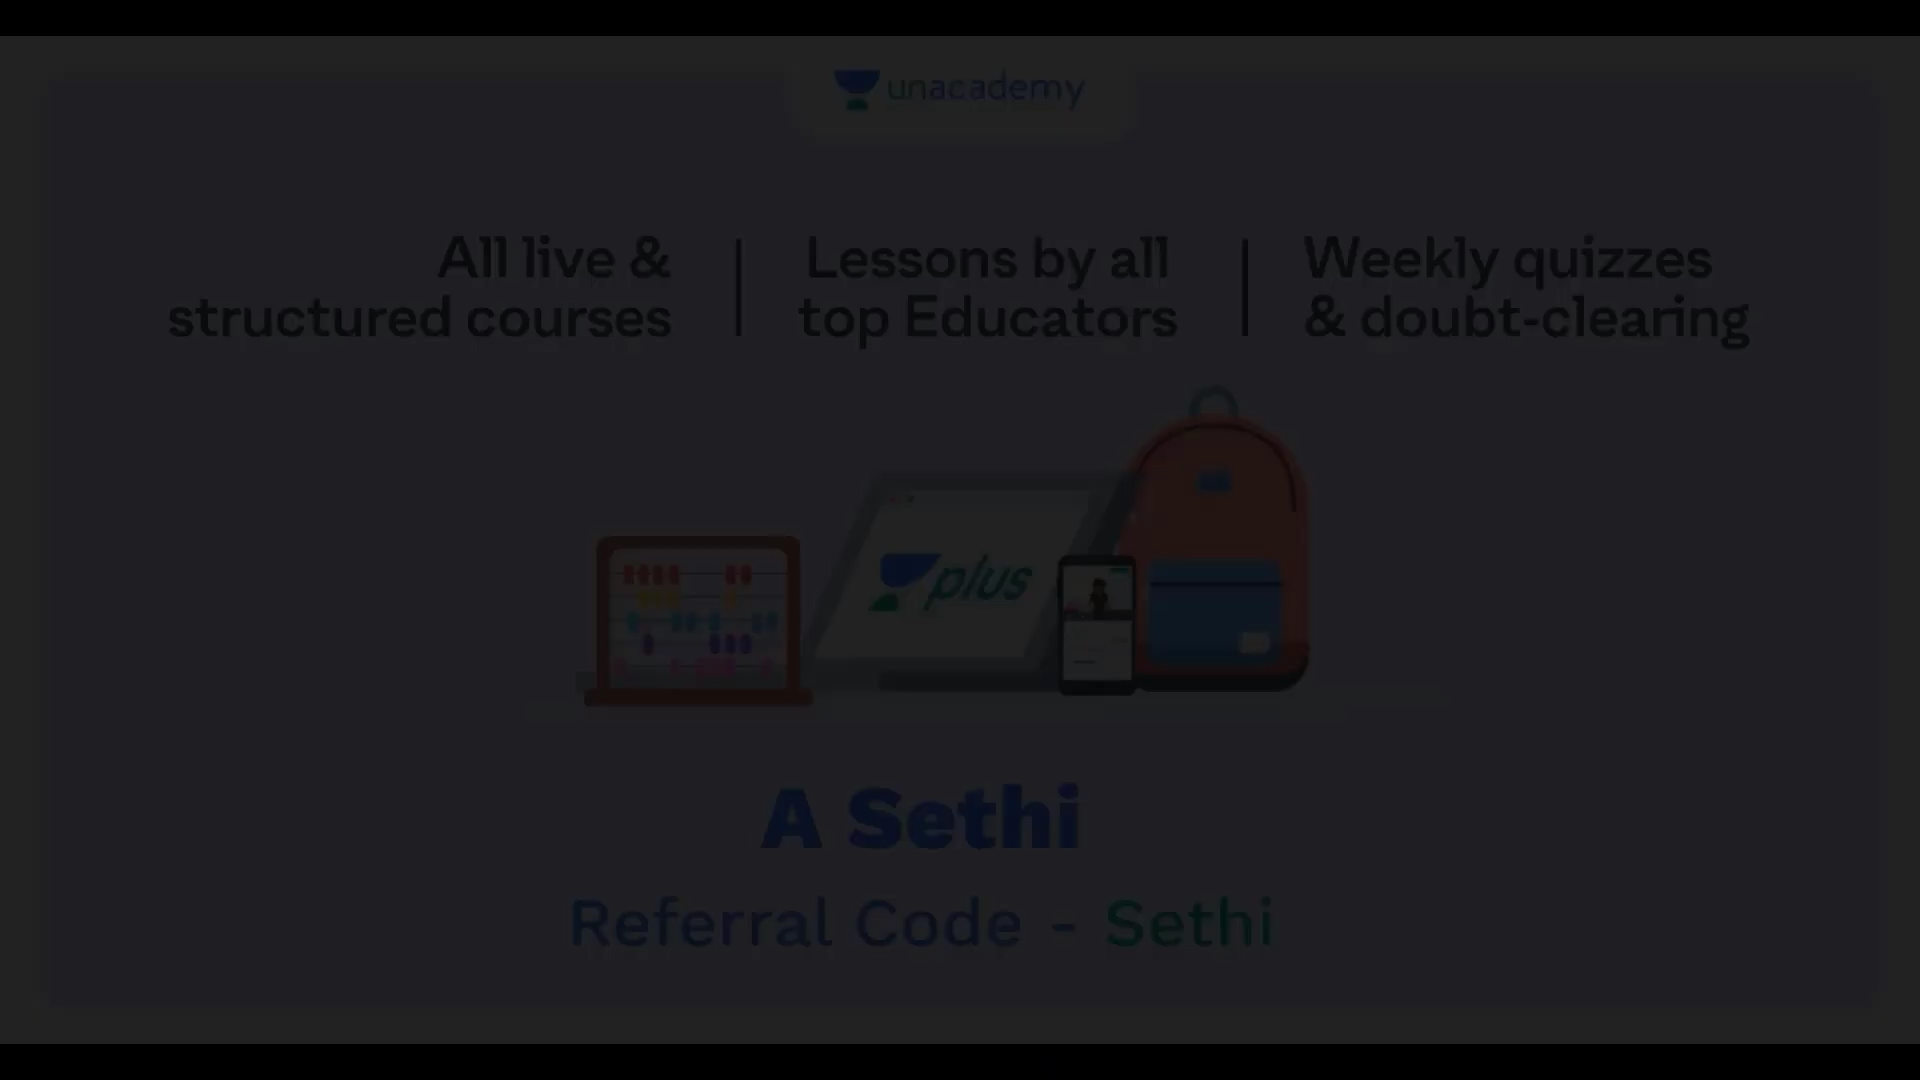 unacademy
All live &
structured courses
Lessons by all
top Educators
Weekly quizzes
& doubt-clearing
plus
A Sethi
Referral Code - Sethi